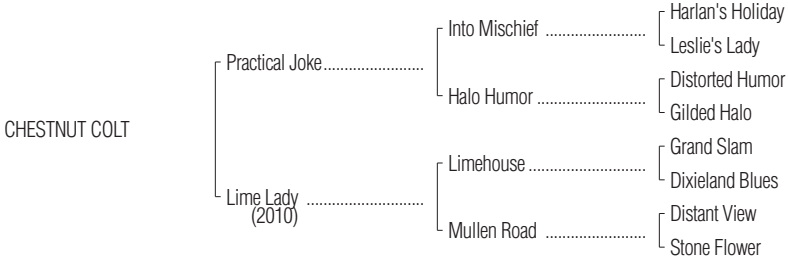 Harlan's Holiday
Into Mischief ........................
Leslie's Lady
Practical Joke........................
Distorted Humor
Halo Humor ..........................
Gilded Halo
CHESTNUT COLT
Grand Slam
Limehouse ............................
Dixieland Blues
Lime Lady ............................
(2010)
Distant View
Mullen Road ........................
Stone Flower